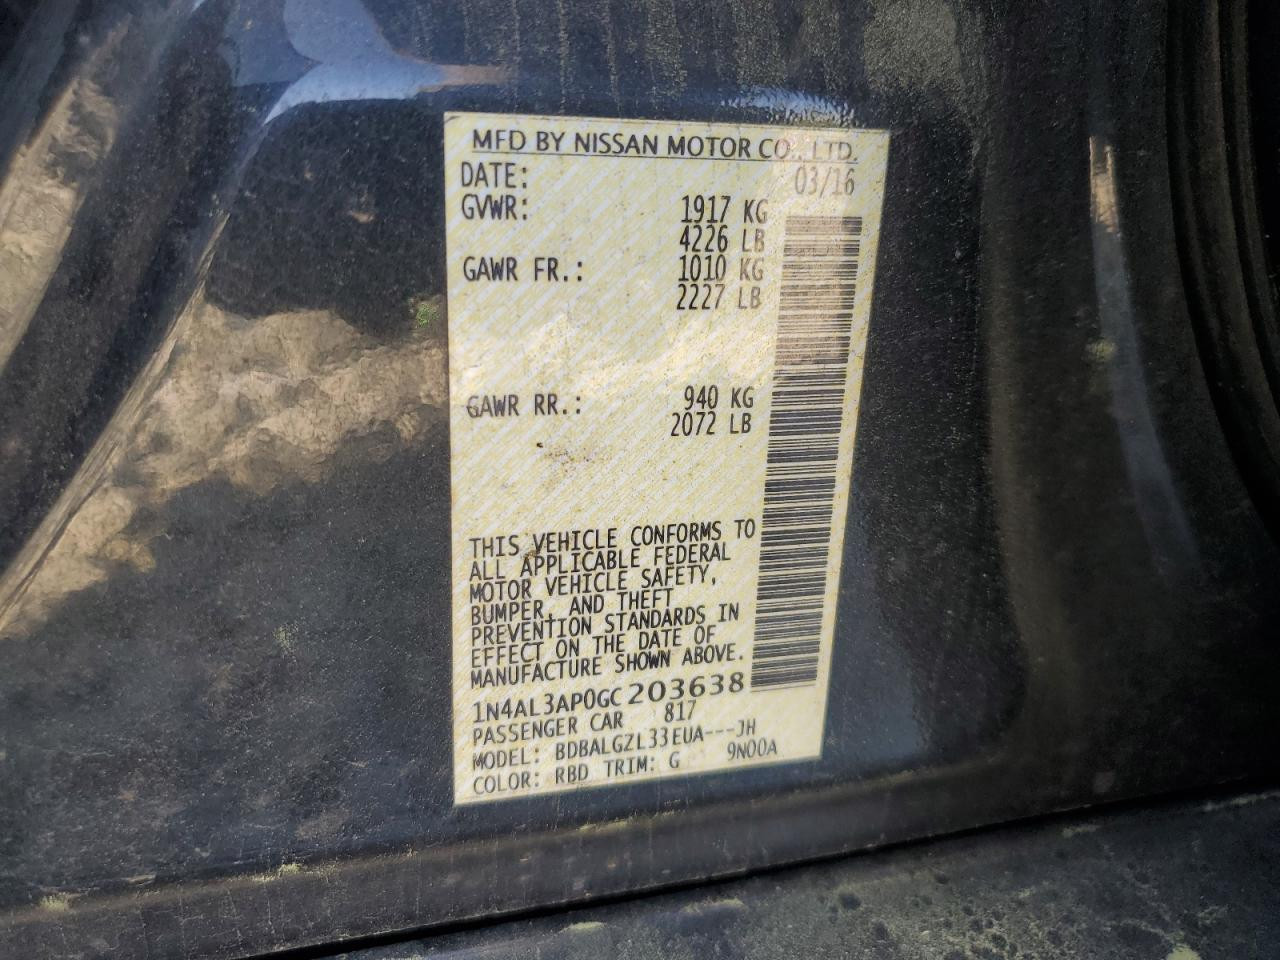 MFD BY NISSAN MOTOR CO., LTD.
DATE: 03/16
GVWR: 1917 KG
4226 LB
GAWR FR.: 1010 KG
2227 LB
GAWR RR.: 940 KG
2072 LB
THIS VEHICLE CONFORMS TO
ALL APPLICABLE FEDERAL
MOTOR VEHICLE SAFETY,
BUMPER, AND THEFT
PREVENTION STANDARDS IN
EFFECT ON THE DATE OF
MANUFACTURE SHOWN ABOVE.
1N4AL3AP0GC203638
PASSENGER CAR 817
MODEL: BDBALGZL33EUA---JH
COLOR: RBD TRIM: G 9N00A